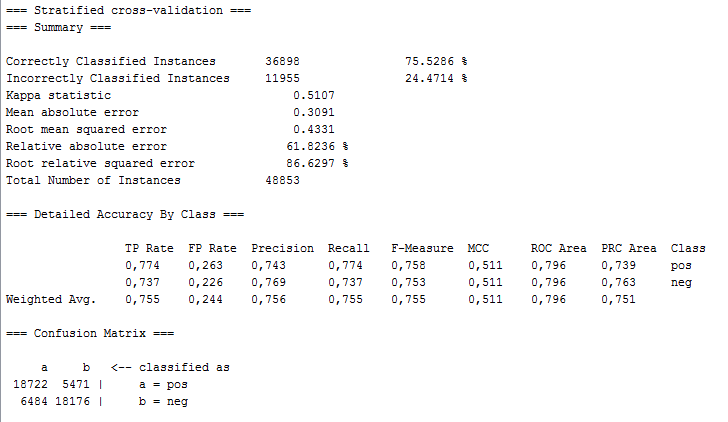 === Stratified cross-validation ===
=== Summary ===
Correctly Classified Instances 36898 75.5286 %
Incorrectly Classified Instances 11955 24.4714 %
Kappa statistic 0.5107
Mean absolute error 0.3091
Root mean squared error 0.4331
Relative absolute error 61.8236 %
Root relative squared error 86.6297 %
Total Number of Instances 48853
=== Detailed Accuracy By Class ===
TP Rate FP Rate Precision Recall F-Measure MCC ROC Area PRC Area Class
0,774 0,263 0,743 0,774 0,758 0,511 0,796 0,739 pos
0,737 0,226 0,769 0,737 0,753 0,511 0,796 0,763 neg
Weighted Avg. 0,755 0,244 0,756 0,755 0,755 0,511 0,796 0,751
=== Confusion Matrix ===
a b <-- classified as
18722 5471 | a = pos
6484 18176 | b = neg